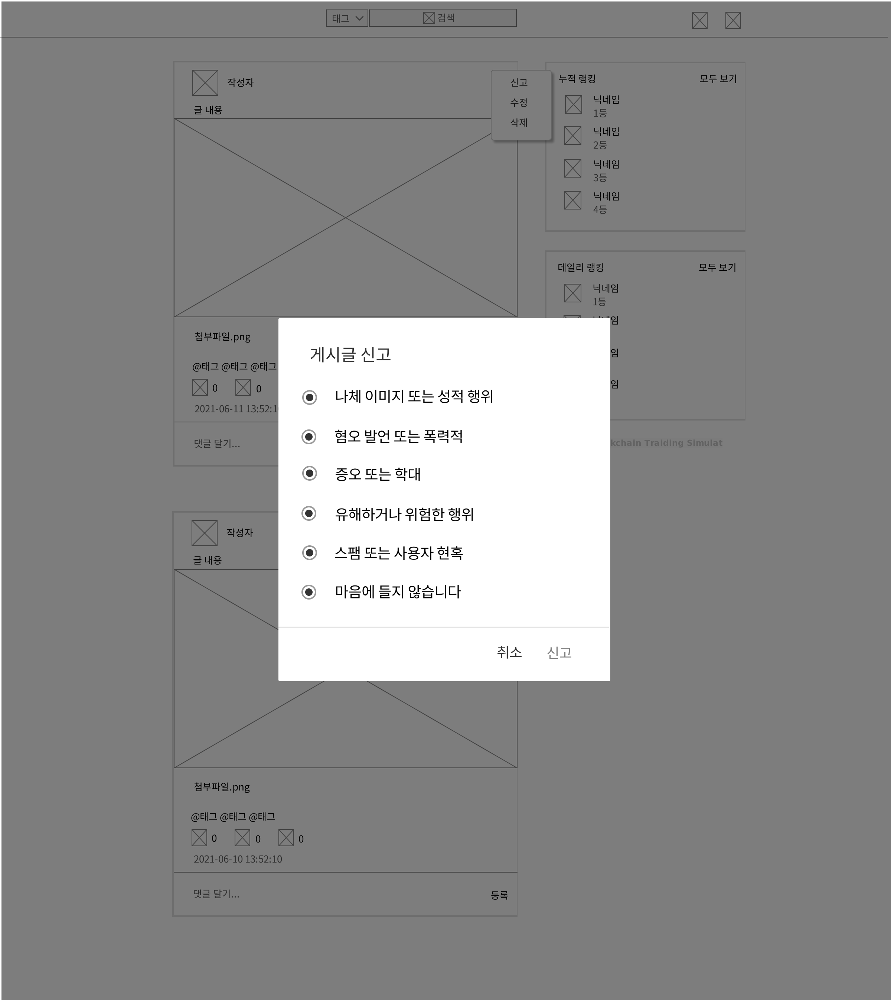 태그
검색
작성자
글 내용
신고
수정
삭제
누적 랭킹
모두 보기
닉네임
1등
닉네임
2등
닉네임
3등
닉네임
4등
데일리 랭킹
모두 보기
닉네임
1등
첨부파일.png
@태그 @태그 @태그
0 0
2021-06-11 13:52:1
댓글 달기...
kchain Traiding Simulat
게시글 신고
나체 이미지 또는 성적 행위
혐오 발언 또는 폭력적
증오 또는 학대
유해하거나 위험한 행위
스팸 또는 사용자 현혹
마음에 들지 않습니다
취소 신고
작성자
글 내용
첨부파일.png
@태그 @태그 @태그
0 0 0
2021-06-10 13:52:10
댓글 달기...
등록